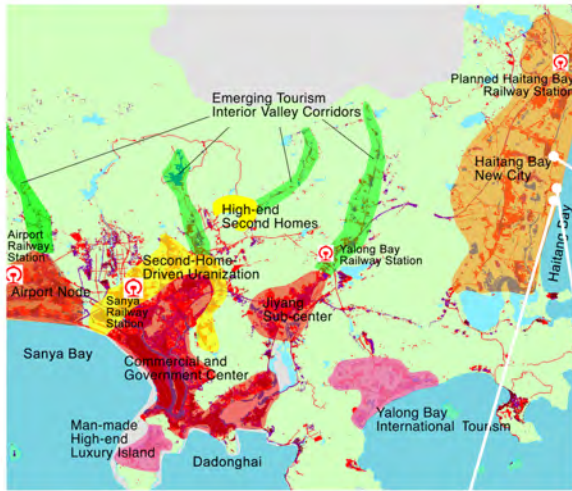 Planned Haitang Bay
Railway Station
Emerging Tourism
Interior Valley Corridors
Haitang Bay
New City
High-end
Second Homes
Airport
Railway
Station
Second-Home-
Driven Uranization
Yalong Bay
Railway Station
Haitang Bay
Airport Node
Sanya
Railway
Station
Jiyang
Sub-center
Sanya Bay
Commercial and
Government Center
Yalong Bay
International Tourism
Man-made
High-end
Luxury Island
Dadonghai